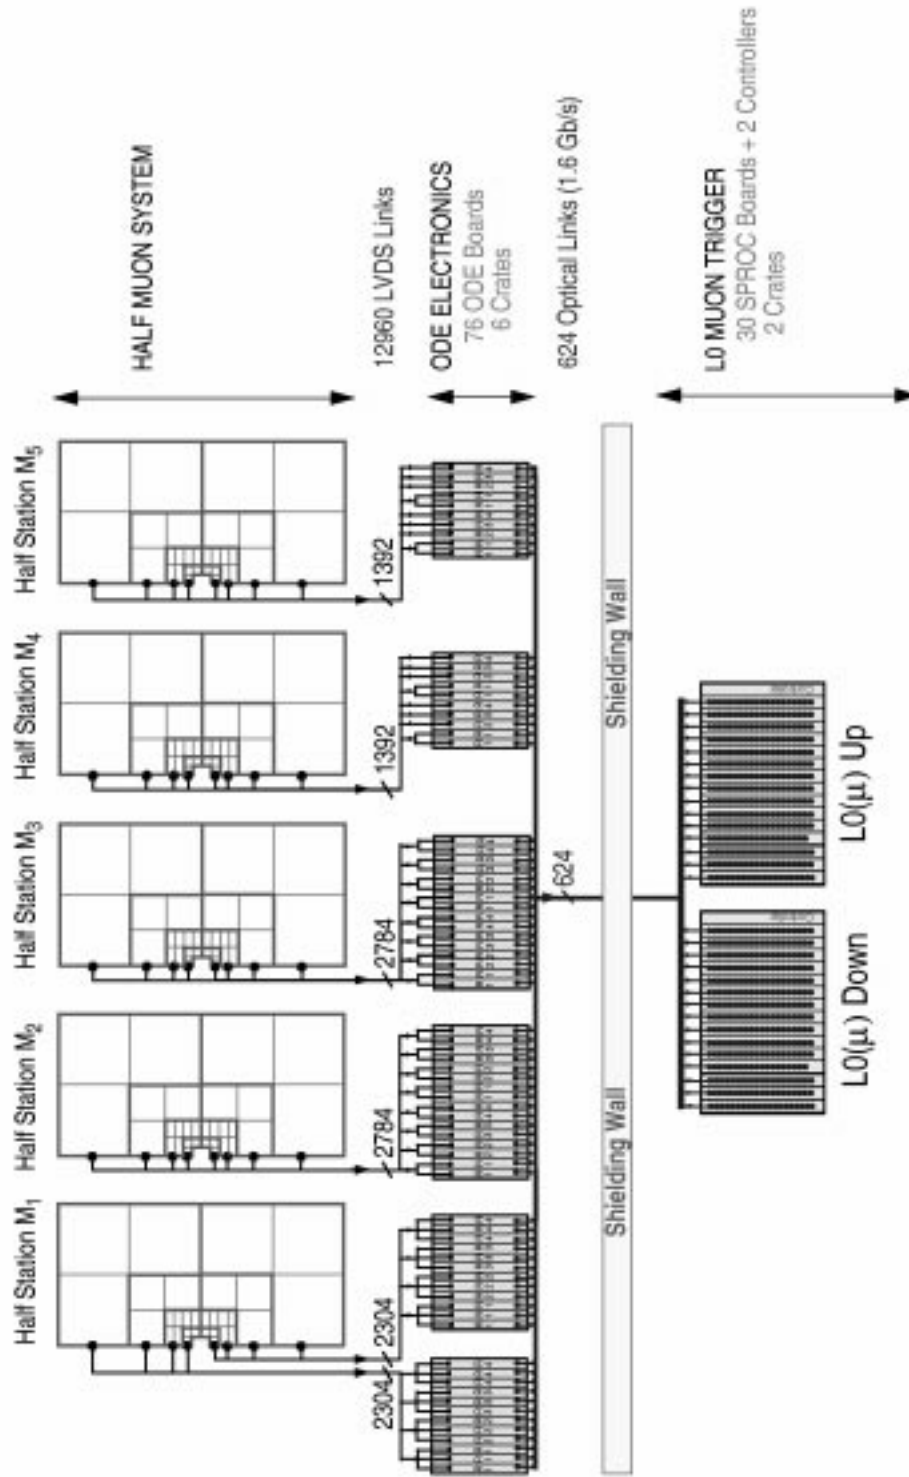 Half Station M1
Half Station M2
Half Station M3
Half Station M4
Half Station M5
HALF MUON SYSTEM
2304
2304
2784
2784
1392
1392
12960 LVDS Links
ODE ELECTRONICS
76 ODE Boards
6 Crates
624
624 Optical Links (1.6 Gb/s)
Shielding Wall
Shielding Wall
L0 MUON TRIGGER
30 SPROC Boards + 2 Controllers
2 Crates
Controller
Controller
L0(μ) Down
L0(μ) Up